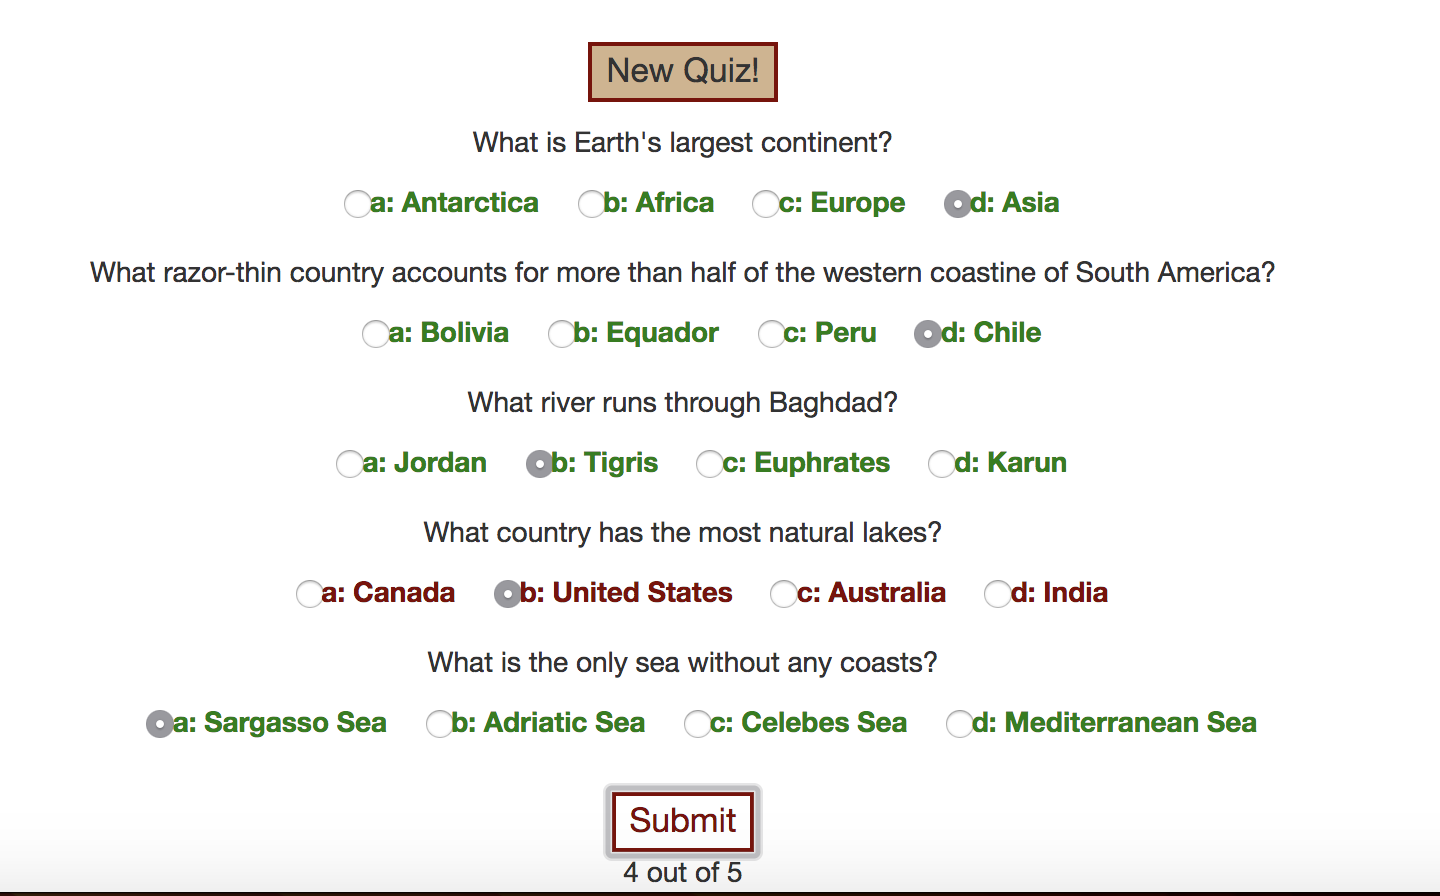 New Quiz!
What is Earth's largest continent?
a: Antarctica b: Africa c: Europe d: Asia
What razor-thin country accounts for more than half of the western coastine of South America?
a: Bolivia b: Equador c: Peru d: Chile
What river runs through Baghdad?
a: Jordan b: Tigris c: Euphrates d: Karun
What country has the most natural lakes?
a: Canada b: United States c: Australia d: India
What is the only sea without any coasts?
a: Sargasso Sea b: Adriatic Sea c: Celebes Sea d: Mediterranean Sea
Submit
4 out of 5